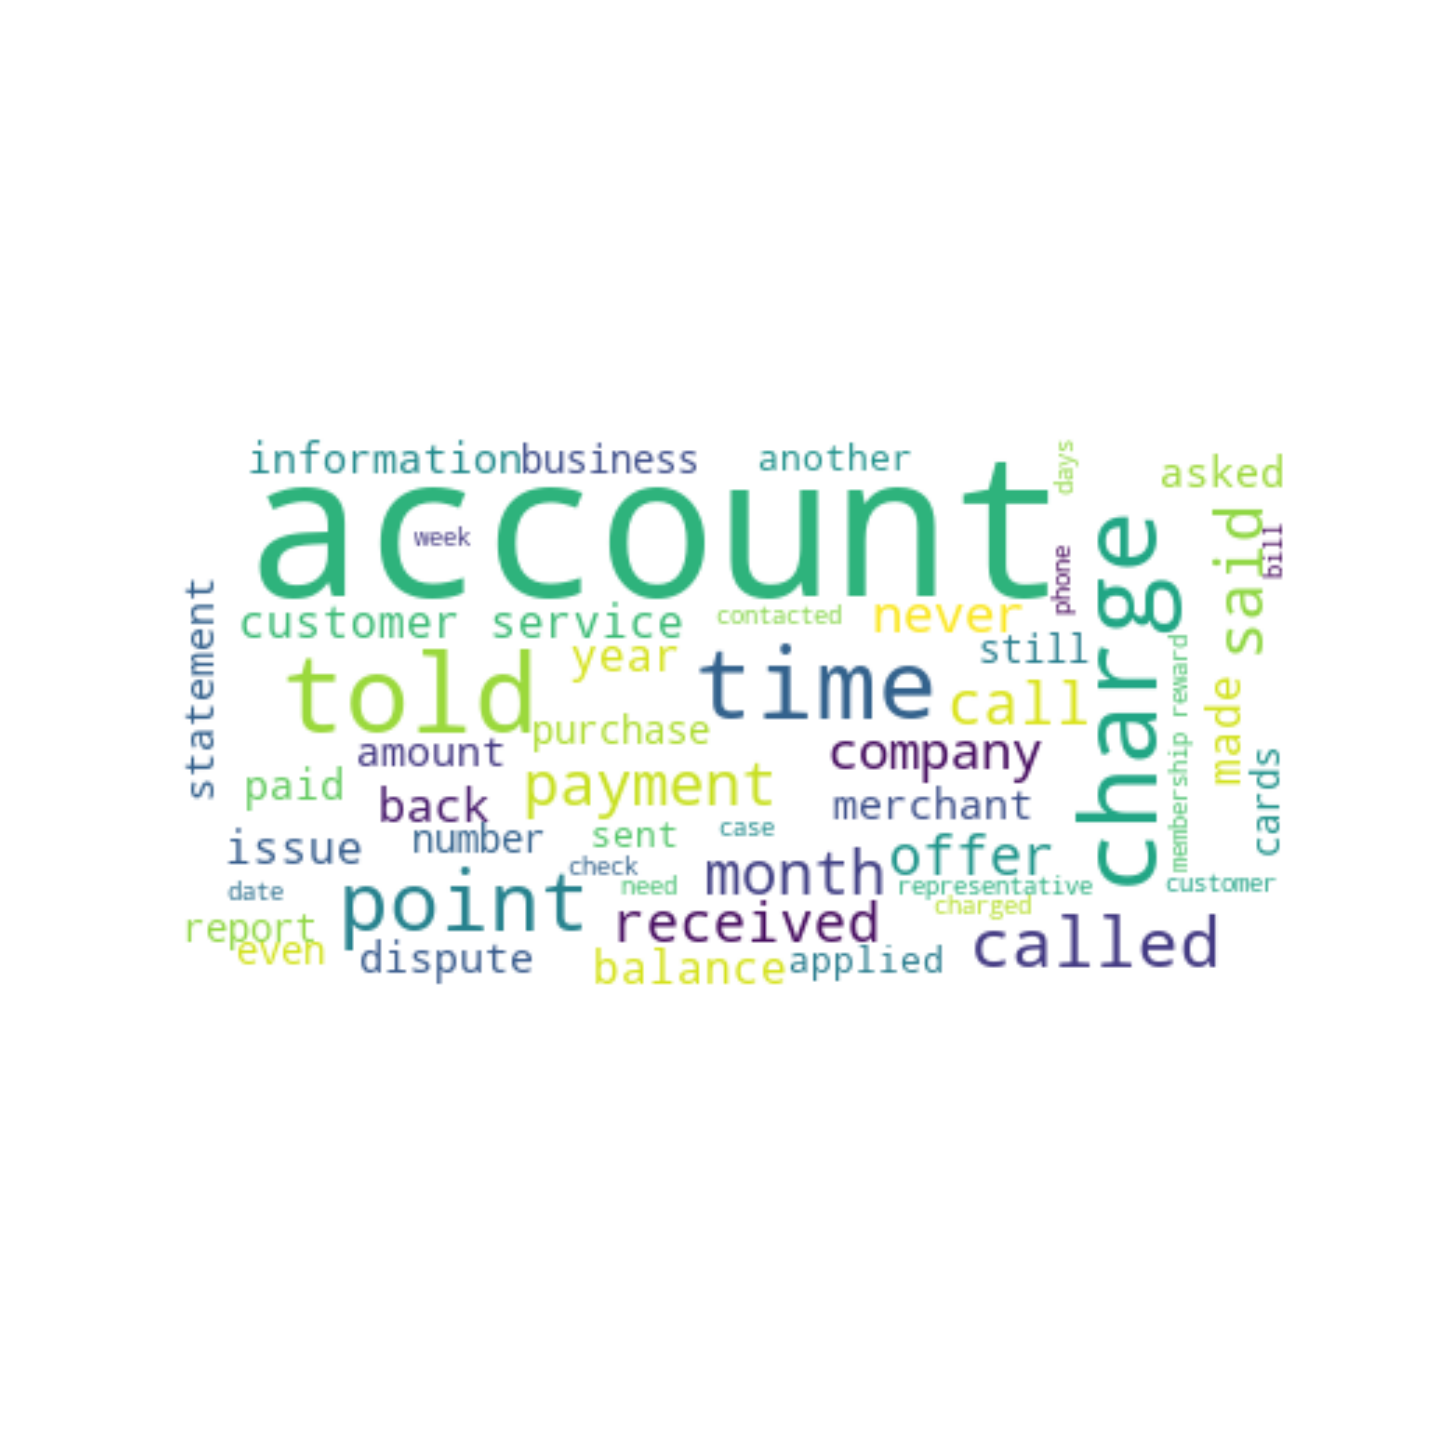 information
business
another
days
asked
account
week
said
bill
charge
phone
statement
customer service
contacted
never
told
year
time
still
call
membership reward
made
purchase
amount
company
cards
paid
back
payment
merchant
issue
number
sent
case
offer
check
month
date
need
representative
customer
point
charged
report
received
called
even
dispute
balance
applied